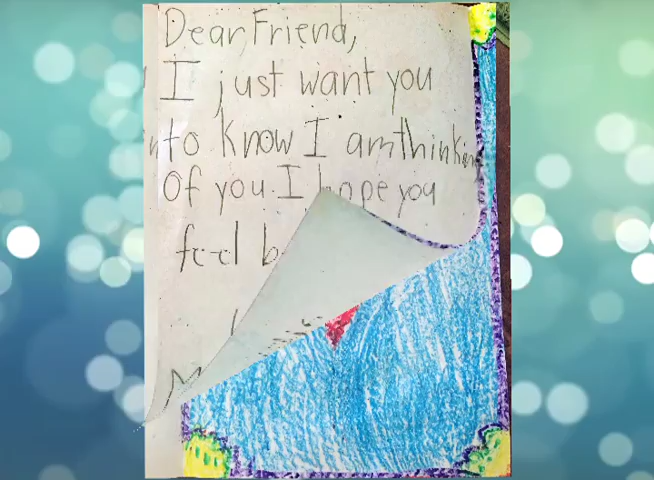 Dear Friend,
I just want you
to know I am thinking
Of you. I hope you
feel